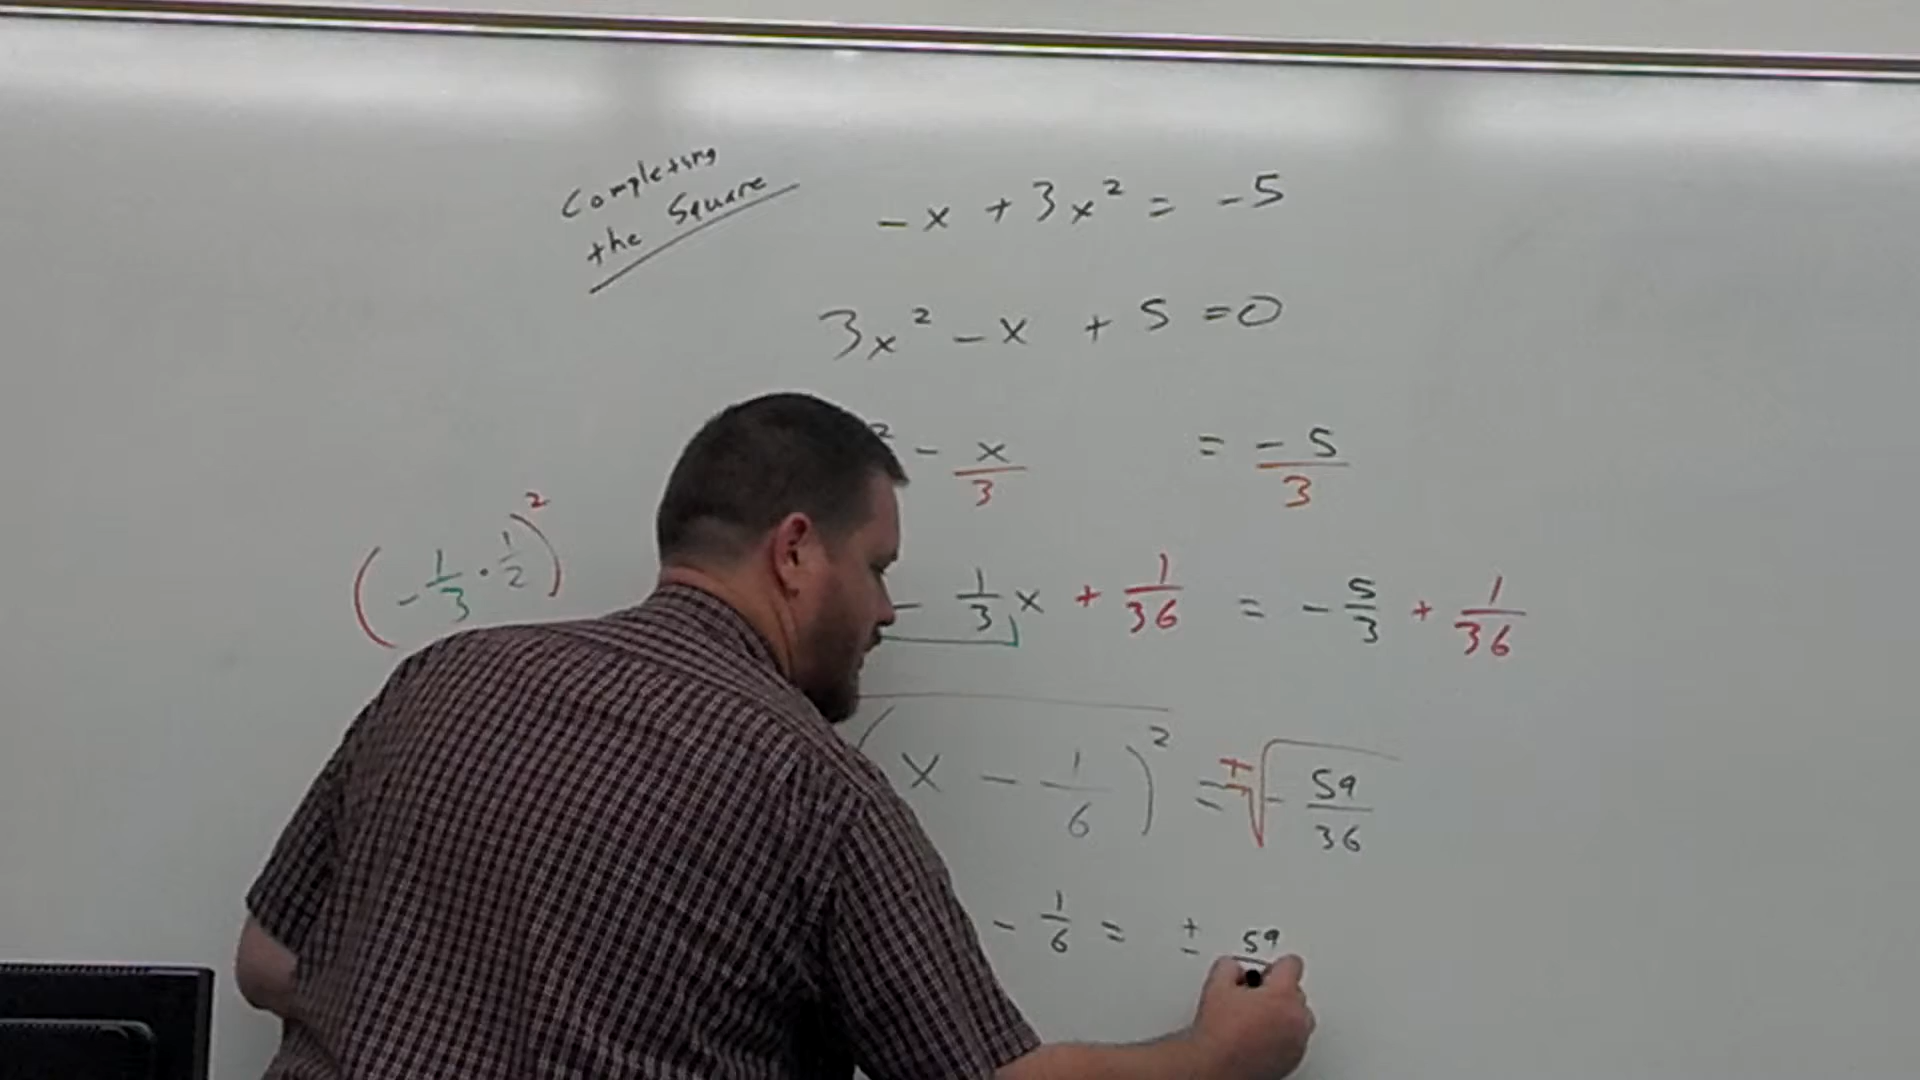 Completing
the Square
-x + 3x² = -5
3x² - x + 5 = 0
² - x/3 = -5/3
(-1/3 · 1/2)²
- 1/3 x + 1/36 = - 5/3 + 1/36
(x - 1/6)² = ±√(- 59/36)
- 1/6 = ± 59